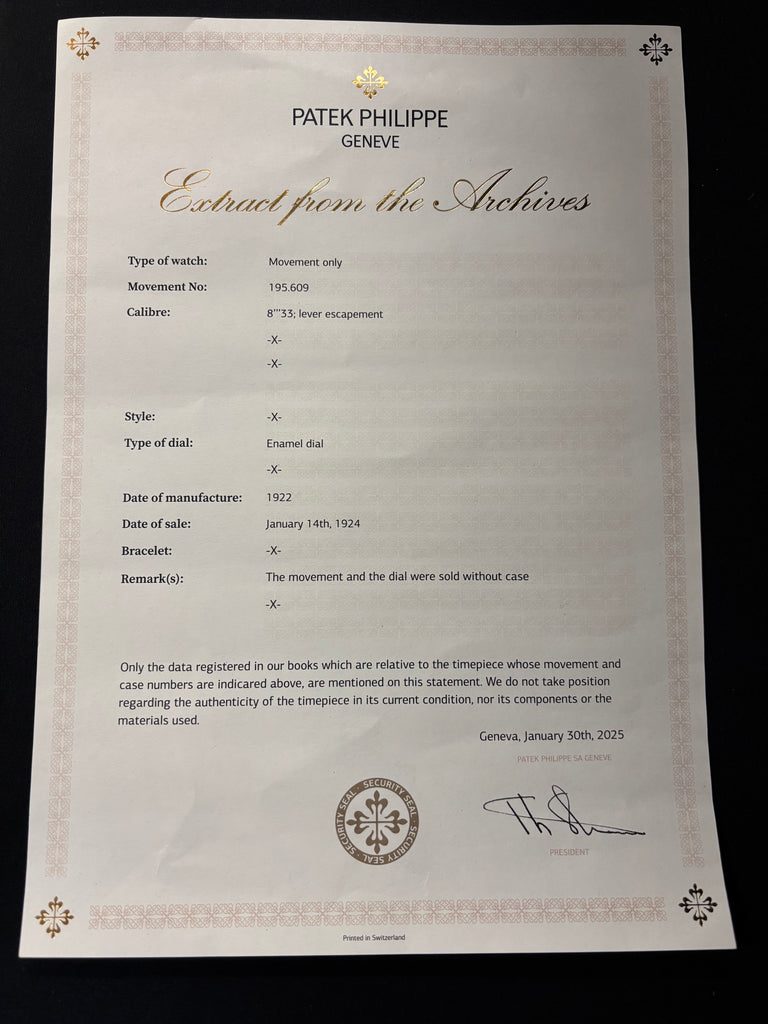 PATEK PHILIPPE
GENEVE
Extract from the Archives
Type of watch: Movement only
Movement No: 195.609
Calibre: 8'''33; lever escapement
-X-
-X-
Style: -X-
Type of dial: Enamel dial
-X-
Date of manufacture: 1922
Date of sale: January 14th, 1924
Bracelet: -X-
Remark(s): The movement and the dial were sold without case
-X-
Only the data registered in our books which are relative to the timepiece whose movement and
case numbers are indicared above, are mentioned on this statement. We do not take position
regarding the authenticity of the timepiece in its current condition, nor its components or the
materials used.
Geneva, January 30th, 2025
PATEK PHILIPPE SA GENEVE
SECURITY SEAL · SECURITY SEAL · SECURITY SEAL · SECURITY SEAL ·
PRESIDENT
Printed in Switzerland